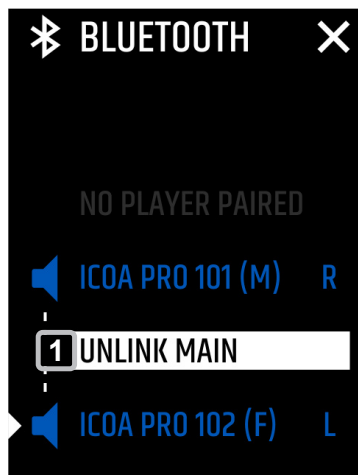 BLUETOOTH
NO PLAYER PAIRED
ICOA PRO 101 (M) R
1 UNLINK MAIN
ICOA PRO 102 (F) L